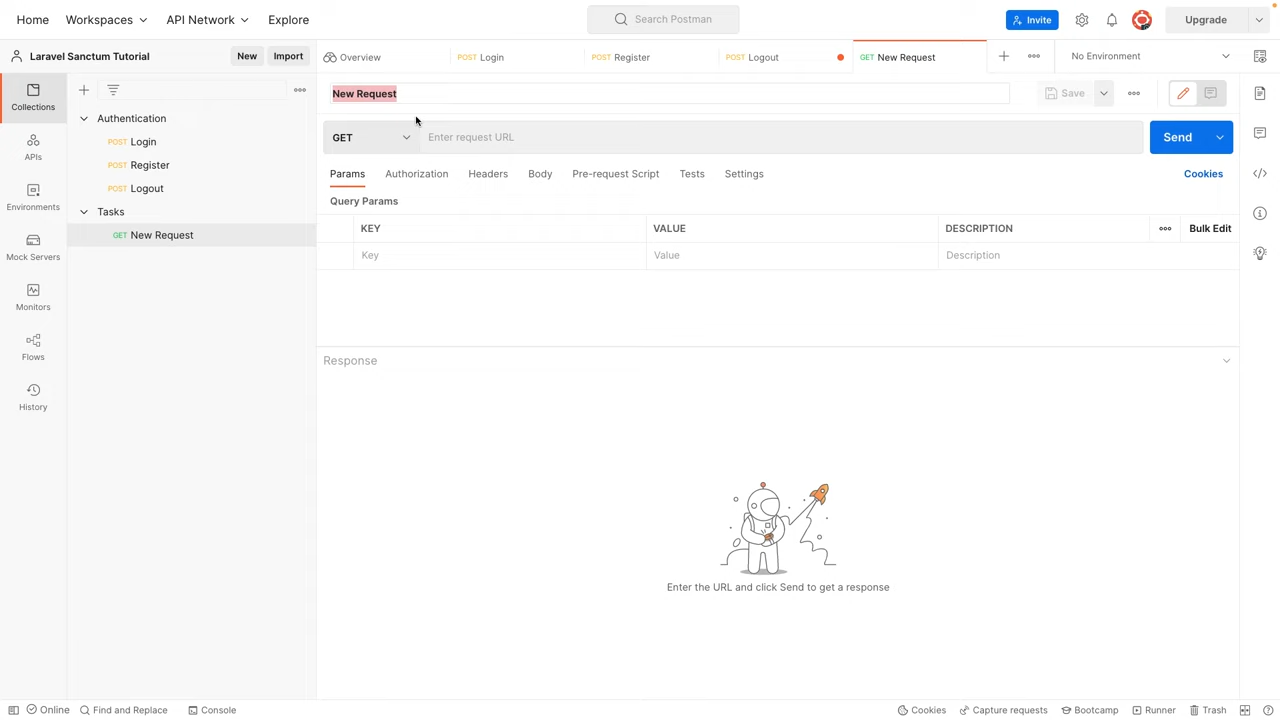 Home Workspaces API Network Explore Search Postman Invite Upgrade
Laravel Sanctum Tutorial New Import Overview POST Login POST Register POST Logout GET New Request No Environment
Collections
APIs
Environments
Mock Servers
Monitors
Flows
History
Authentication
POST Login
POST Register
POST Logout
Tasks
GET New Request
New Request Save
GET Enter request URL Send
Params Authorization Headers Body Pre-request Script Tests Settings Cookies
Query Params
KEY VALUE DESCRIPTION Bulk Edit
Key Value Description
Response
Enter the URL and click Send to get a response
Online Find and Replace Console Cookies Capture requests Bootcamp Runner Trash